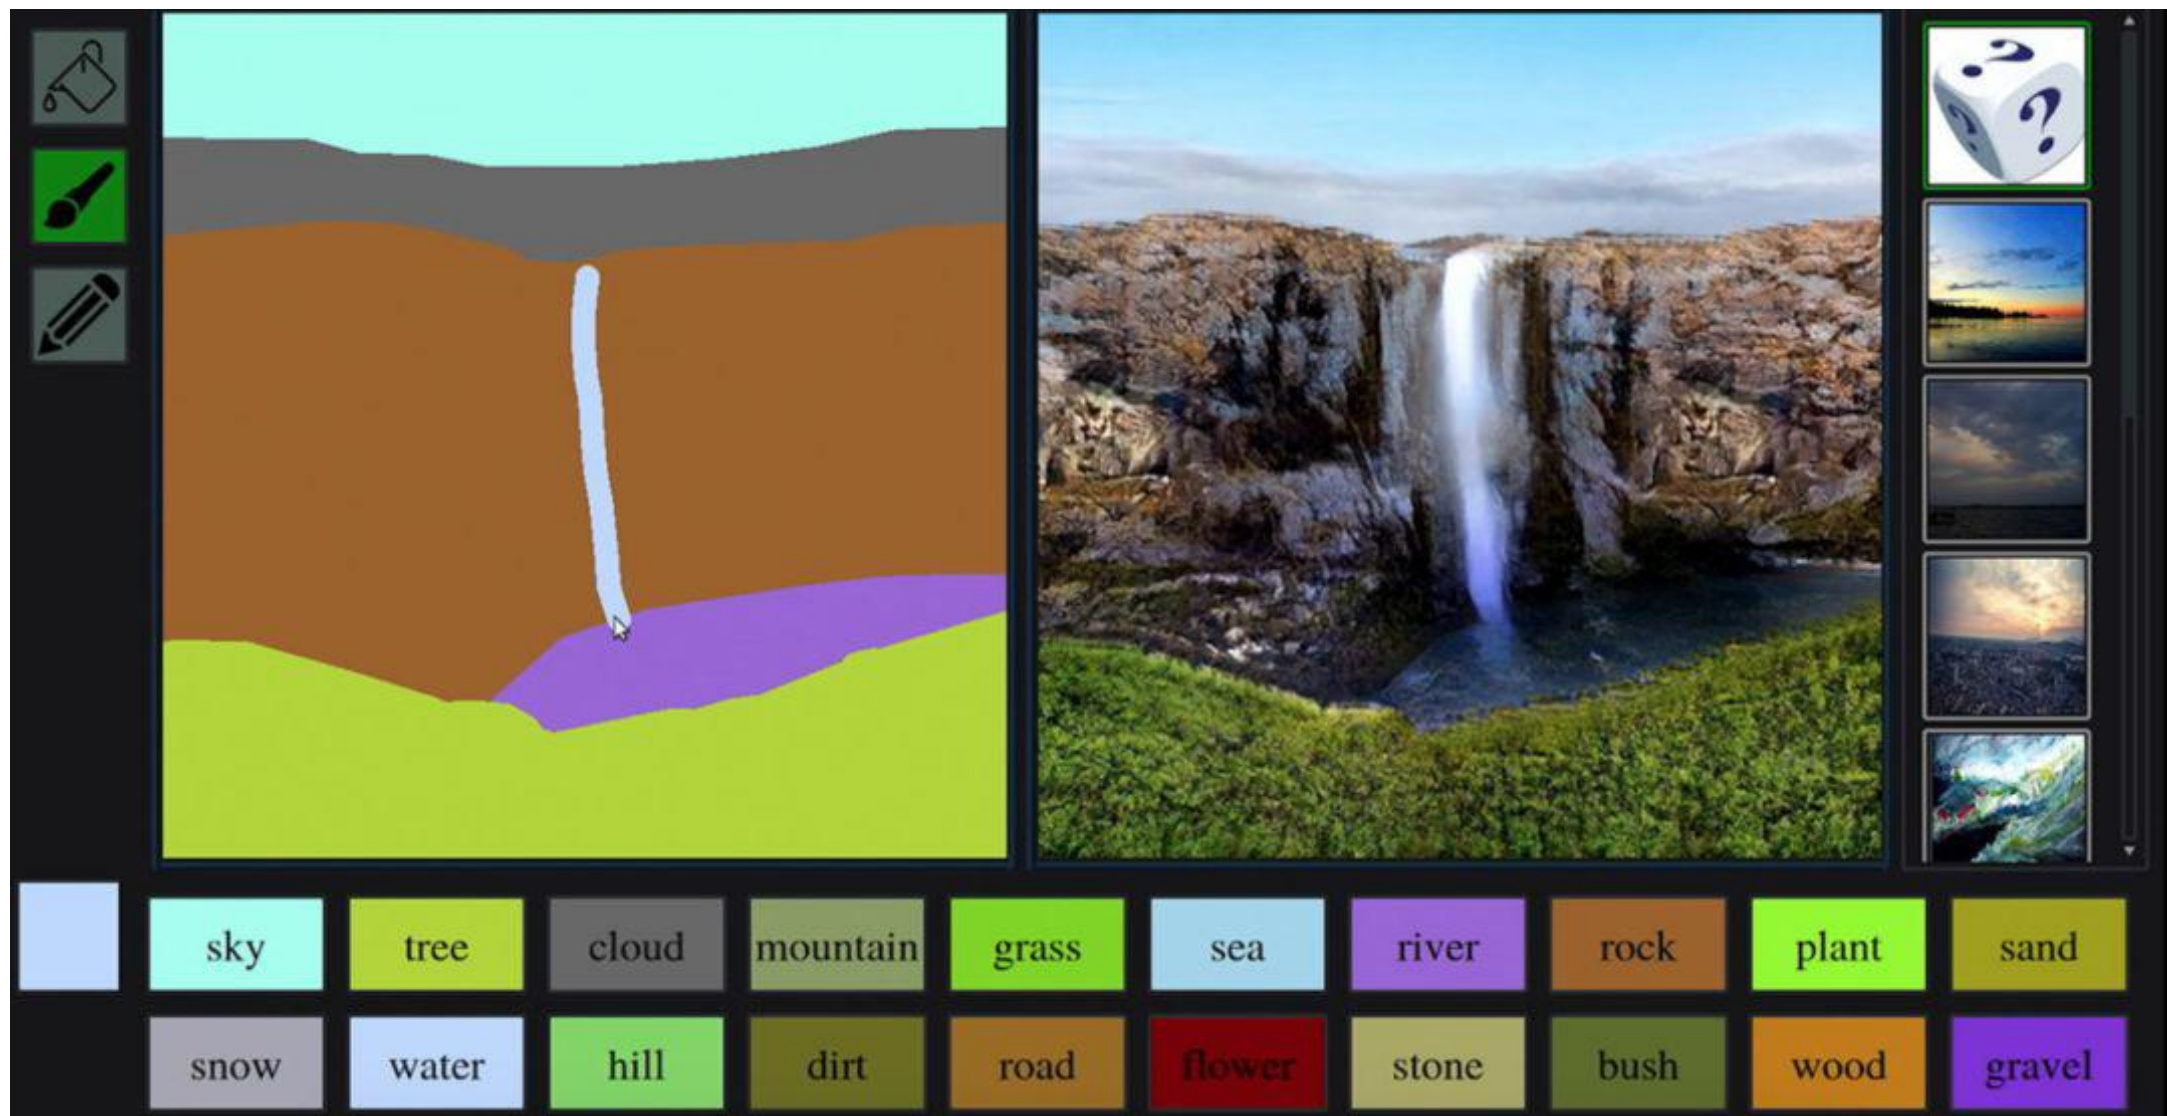 sky tree cloud mountain grass sea river rock plant sand
snow water hill dirt road flower stone bush wood gravel